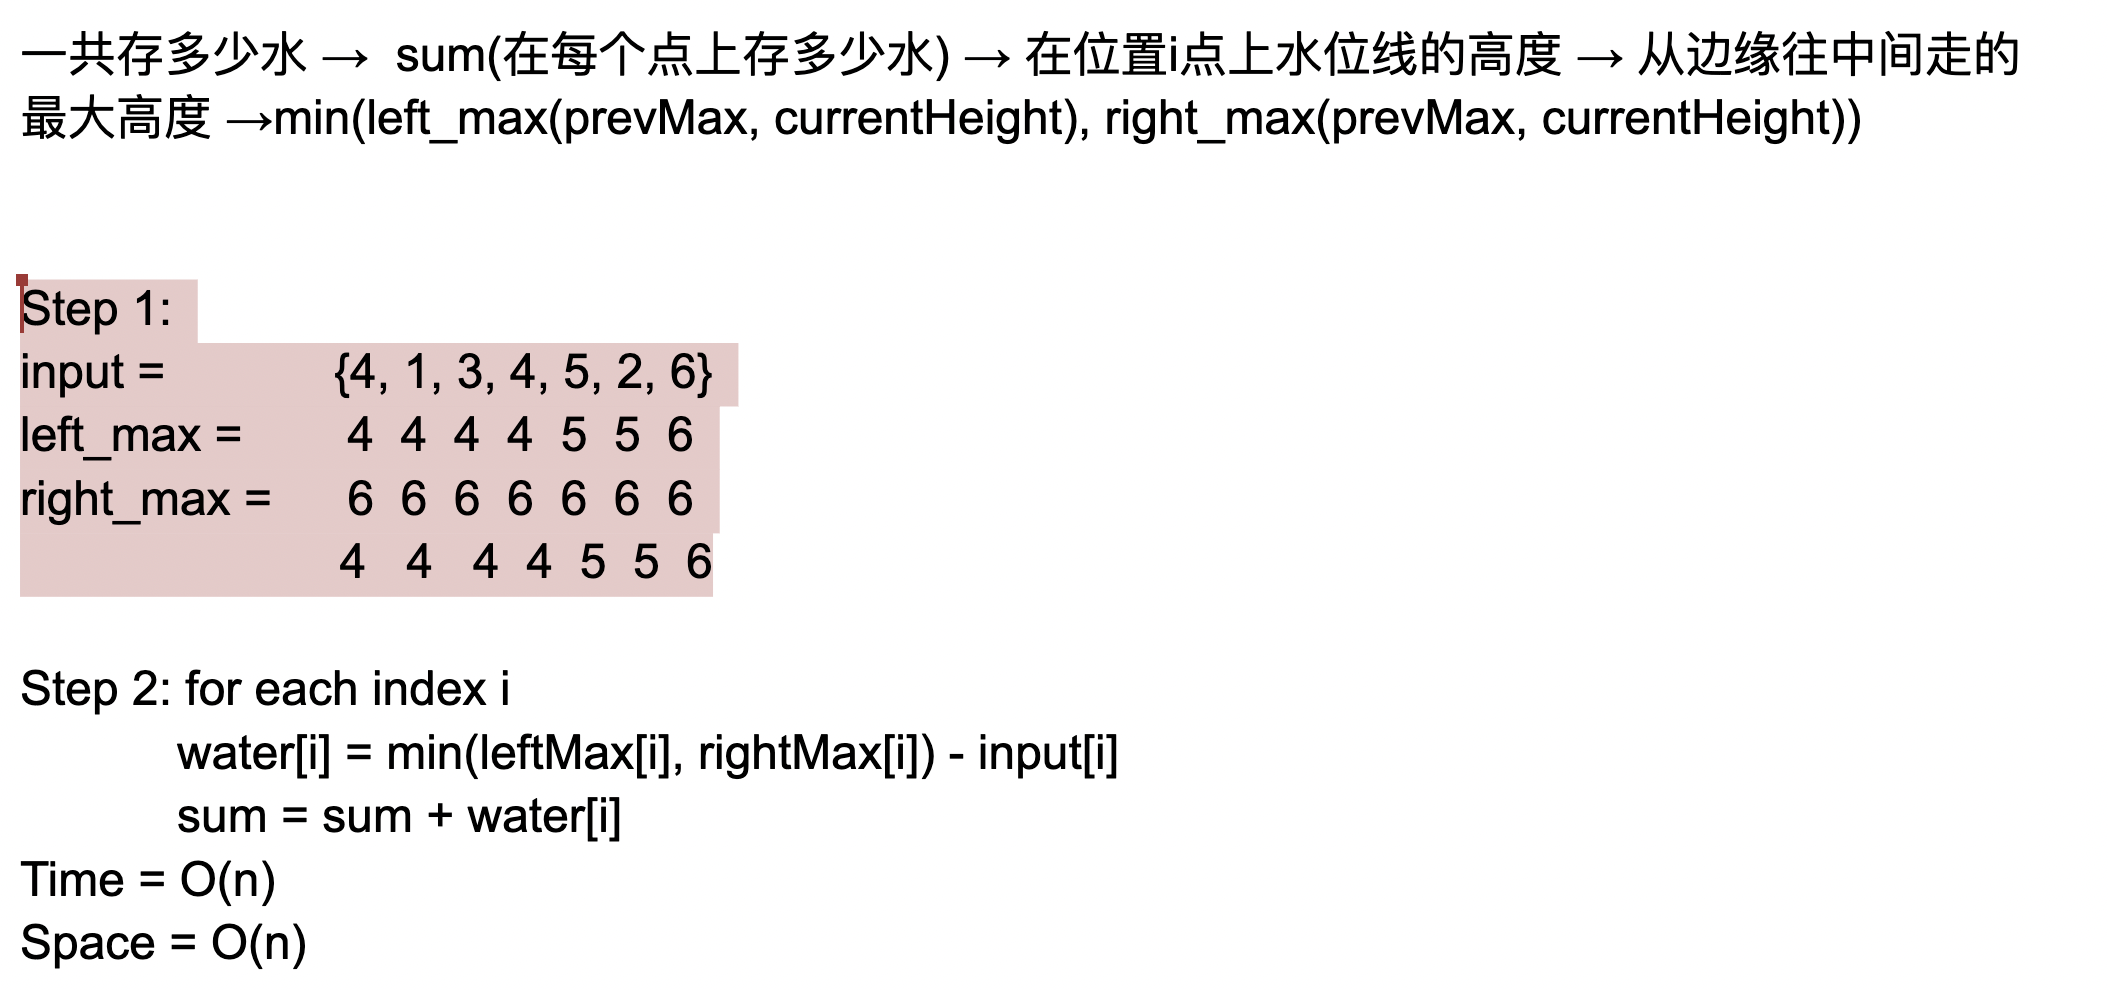 一共存多少水 → sum(在每个点上存多少水) → 在位置i点上水位线的高度 → 从边缘往中间走的
最大高度 →min(left_max(prevMax, currentHeight), right_max(prevMax, currentHeight))
Step 1:
input = {4, 1, 3, 4, 5, 2, 6}
left_max = 4 4 4 4 5 5 6
right_max = 6 6 6 6 6 6 6
4 4 4 4 5 5 6
Step 2: for each index i
water[i] = min(leftMax[i], rightMax[i]) - input[i]
sum = sum + water[i]
Time = O(n)
Space = O(n)